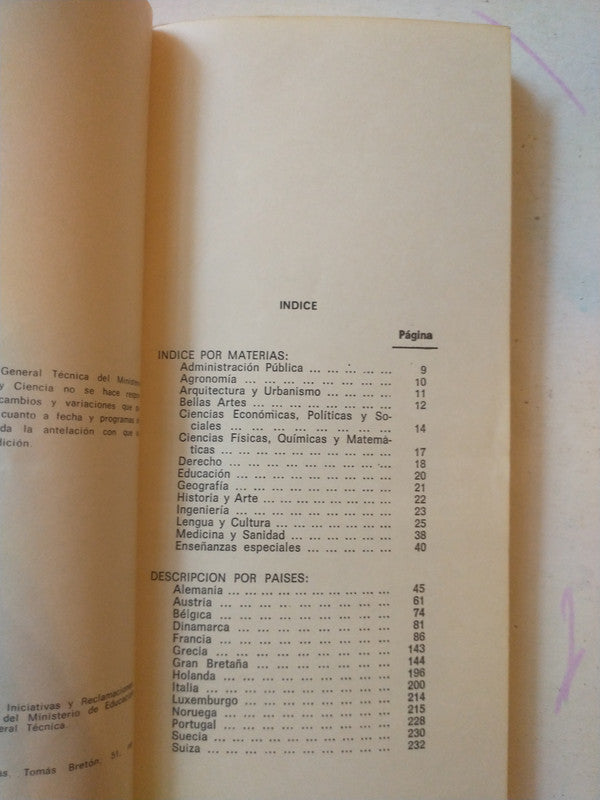 General Técnica del Ministe
y Ciencia no se hace respo
cambios y variaciones que
cuanto a fecha y programas
da la antelación con que
dición.
Iniciativas y Reclamaciones
del Ministerio de Educación
eral Técnica
as. Tomás Bretón, 51.
INDICE
Página
INDICE POR MATERIAS:
Administración Pública ... ... ... ... ... 9
Agronomía ... ... ... ... ... ... ... ... 10
Arquitectura y Urbanismo ... ... ... ... 11
Bellas Artes ... ... ... ... ... ... ... ... 12
Ciencias Económicas, Políticas y So-
ciales ... ... ... ... ... ... ... ... ... 14
Ciencias Físicas, Químicas y Matemá-
ticas ... ... ... ... ... ... ... ... ... 17
Derecho ... ... ... ... ... ... ... ... ... 18
Educación ... ... ... ... ... ... ... ... 20
Geografía ... ... ... ... ... ... ... ... 21
Historia y Arte ... ... ... ... ... ... ... 22
Ingeniería ... ... ... ... ... ... ... ... 23
Lengua y Cultura ... ... ... ... ... ... 25
Medicina y Sanidad ... ... ... ... ... 38
Enseñanzas especiales ... ... ... ... ... 40
DESCRIPCION POR PAISES:
Alemania ... ... ... ... ... ... ... ... ... 45
Austria ... ... ... ... ... ... ... ... ... 61
Bélgica ... ... ... ... ... ... ... ... ... 74
Dinamarca ... ... ... ... ... ... ... ... 81
Francia ... ... ... ... ... ... ... ... ... 86
Grecia ... ... ... ... ... ... ... ... ... 143
Gran Bretaña ... ... ... ... ... ... ... 144
Holanda ... ... ... ... ... ... ... ... ... 196
Italia ... ... ... ... ... ... ... ... ... 200
Luxemburgo ... ... ... ... ... ... ... 214
Noruega ... ... ... ... ... ... ... ... ... 215
Portugal ... ... ... ... ... ... ... ... ... 228
Suecia ... ... ... ... ... ... ... ... ... 230
Suiza ... ... ... ... ... ... ... ... ... 232